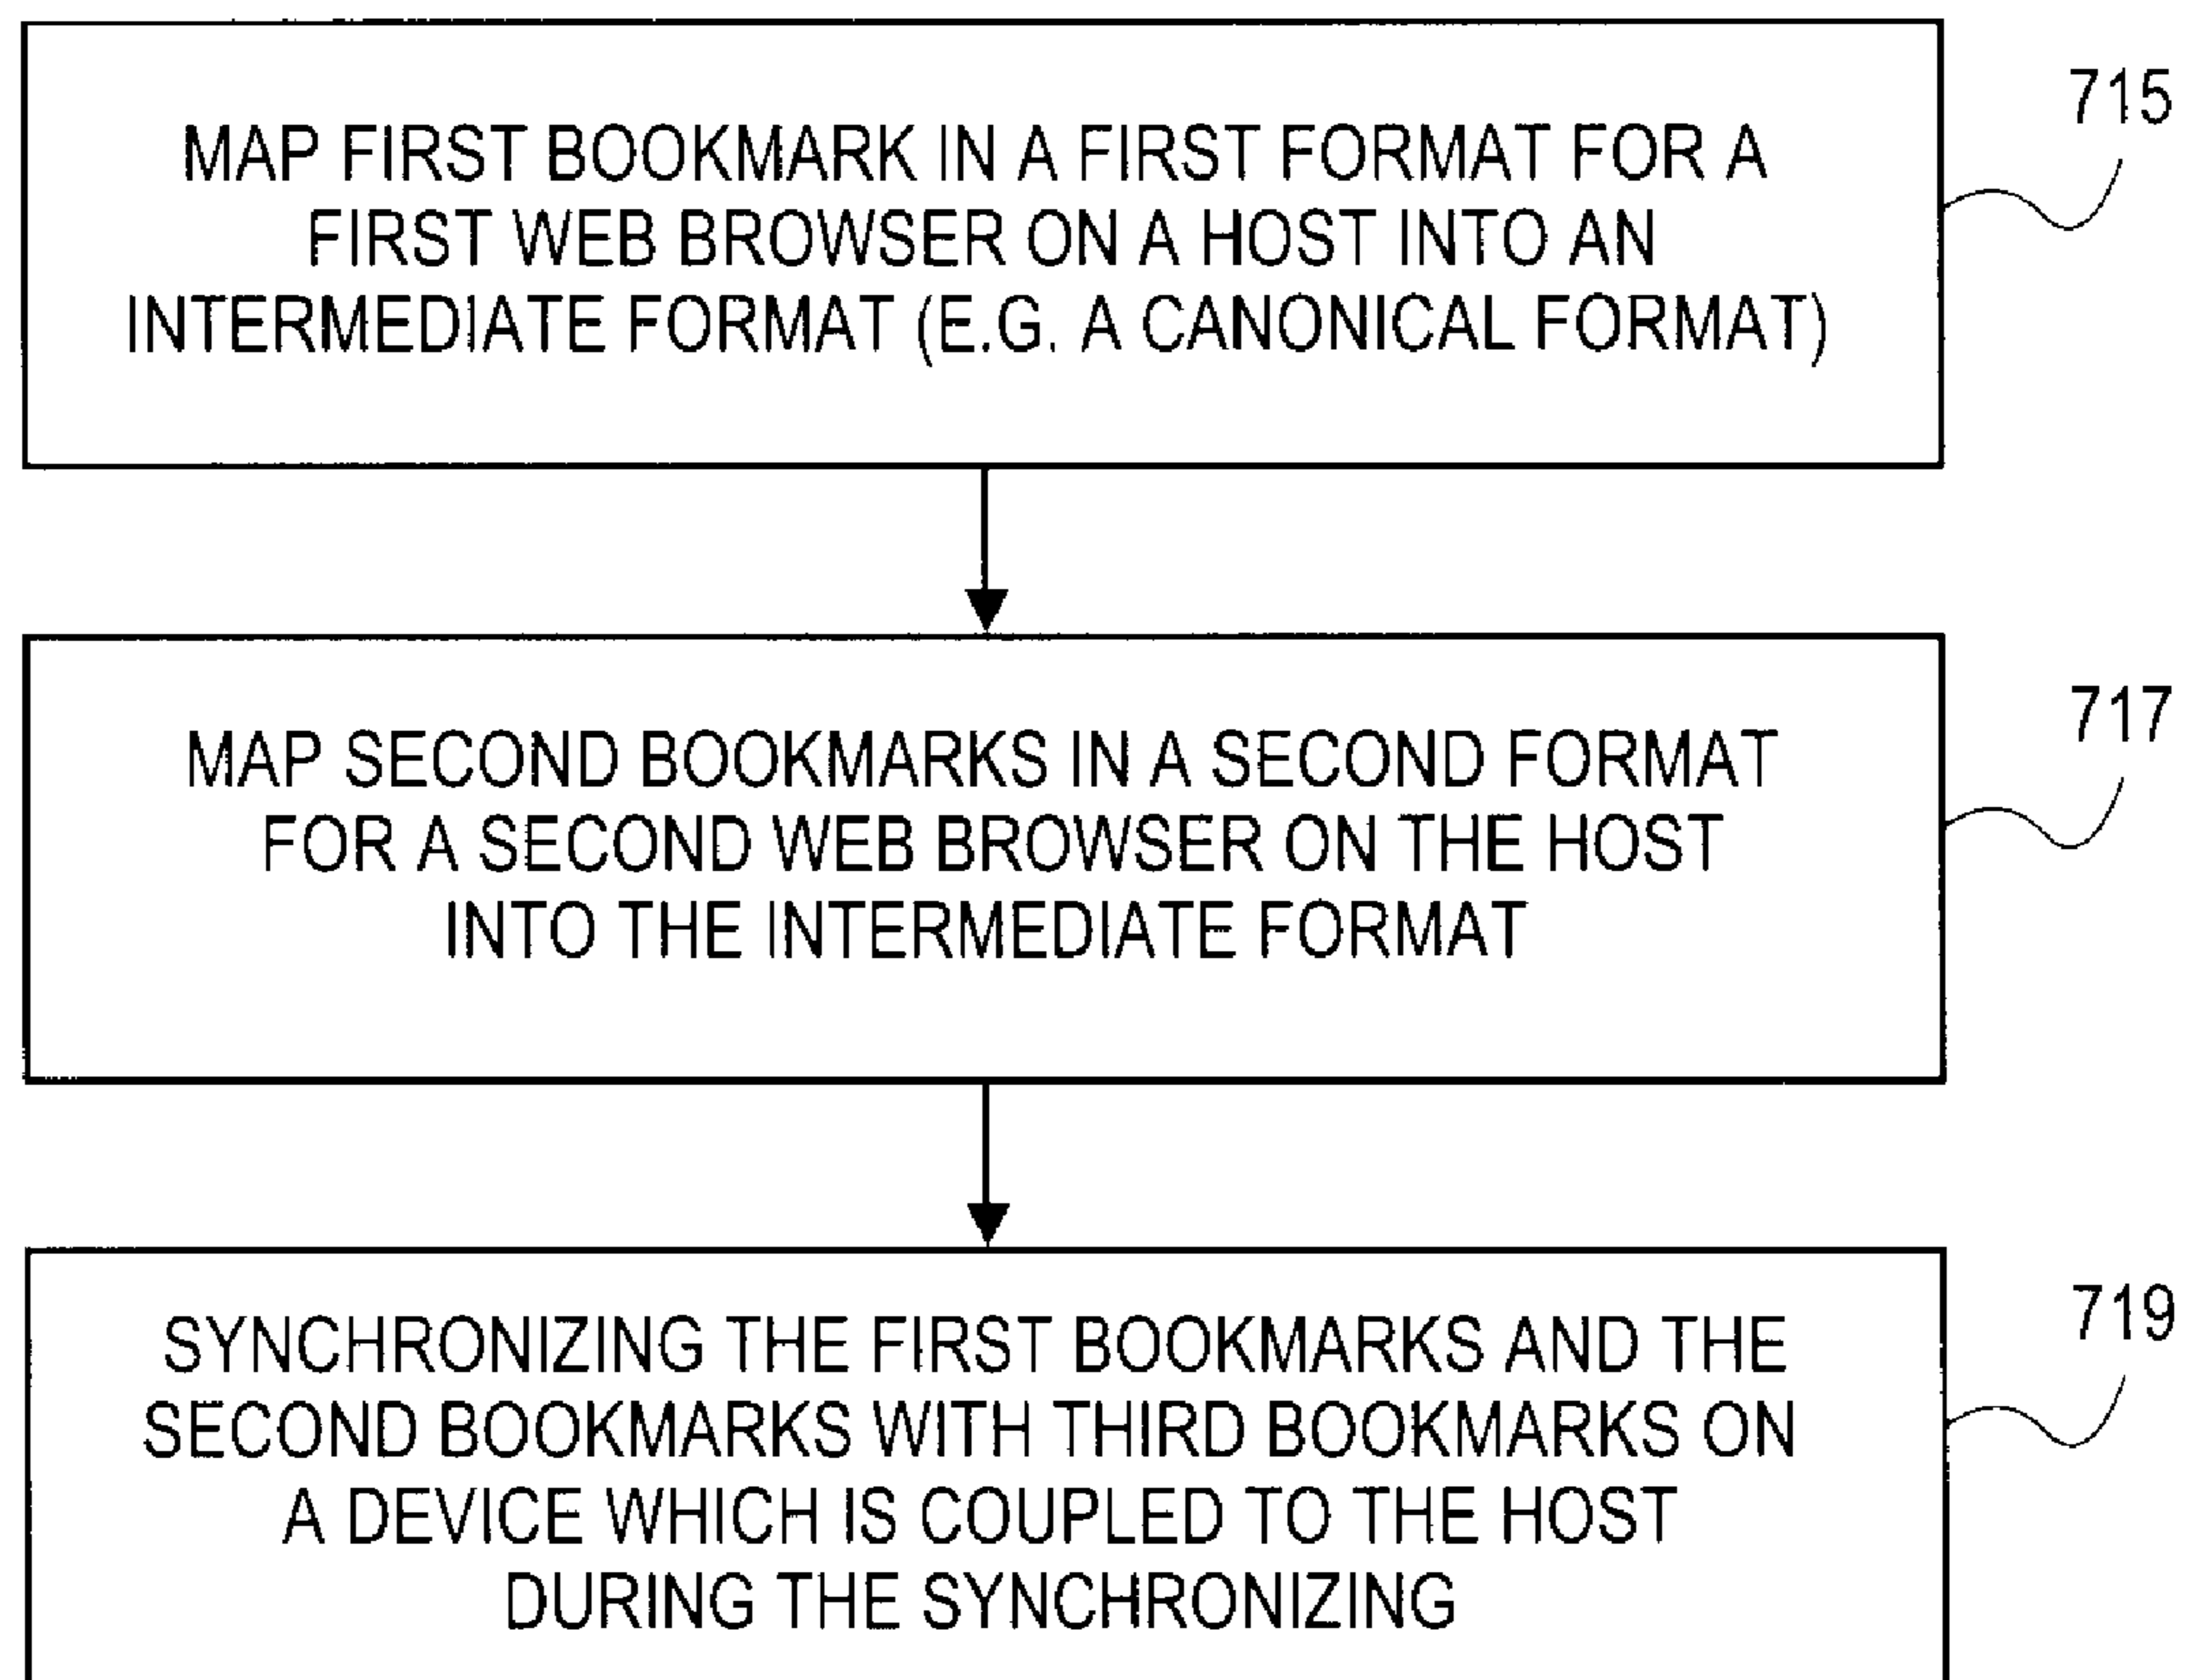 MAP FIRST BOOKMARK IN A FIRST FORMAT FOR A
FIRST WEB BROWSER ON A HOST INTO AN
INTERMEDIATE FORMAT (E.G. A CANONICAL FORMAT)
715
MAP SECOND BOOKMARKS IN A SECOND FORMAT
FOR A SECOND WEB BROWSER ON THE HOST
INTO THE INTERMEDIATE FORMAT
717
SYNCHRONIZING THE FIRST BOOKMARKS AND THE
SECOND BOOKMARKS WITH THIRD BOOKMARKS ON
A DEVICE WHICH IS COUPLED TO THE HOST
DURING THE SYNCHRONIZING
719